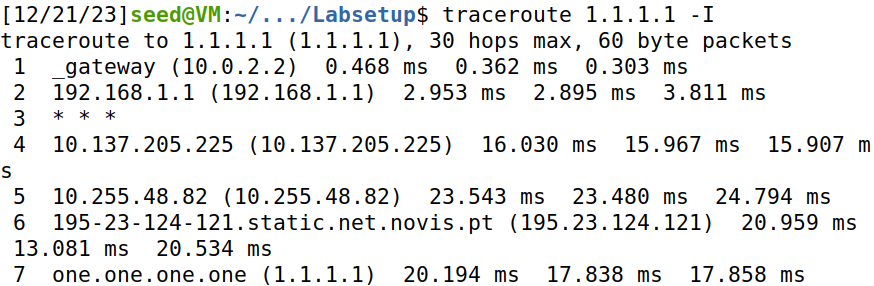 [12/21/23]seed@VM:~/.../Labsetup$ traceroute 1.1.1.1 -I
traceroute to 1.1.1.1 (1.1.1.1), 30 hops max, 60 byte packets
 1  _gateway (10.0.2.2)  0.468 ms  0.362 ms  0.303 ms
 2  192.168.1.1 (192.168.1.1)  2.953 ms  2.895 ms  3.811 ms
 3  * * *
 4  10.137.205.225 (10.137.205.225)  16.030 ms  15.967 ms  15.907 m
s
 5  10.255.48.82 (10.255.48.82)  23.543 ms  23.480 ms  24.794 ms
 6  195-23-124-121.static.net.novis.pt (195.23.124.121)  20.959 ms
 13.081 ms  20.534 ms
 7  one.one.one.one (1.1.1.1)  20.194 ms  17.838 ms  17.858 ms